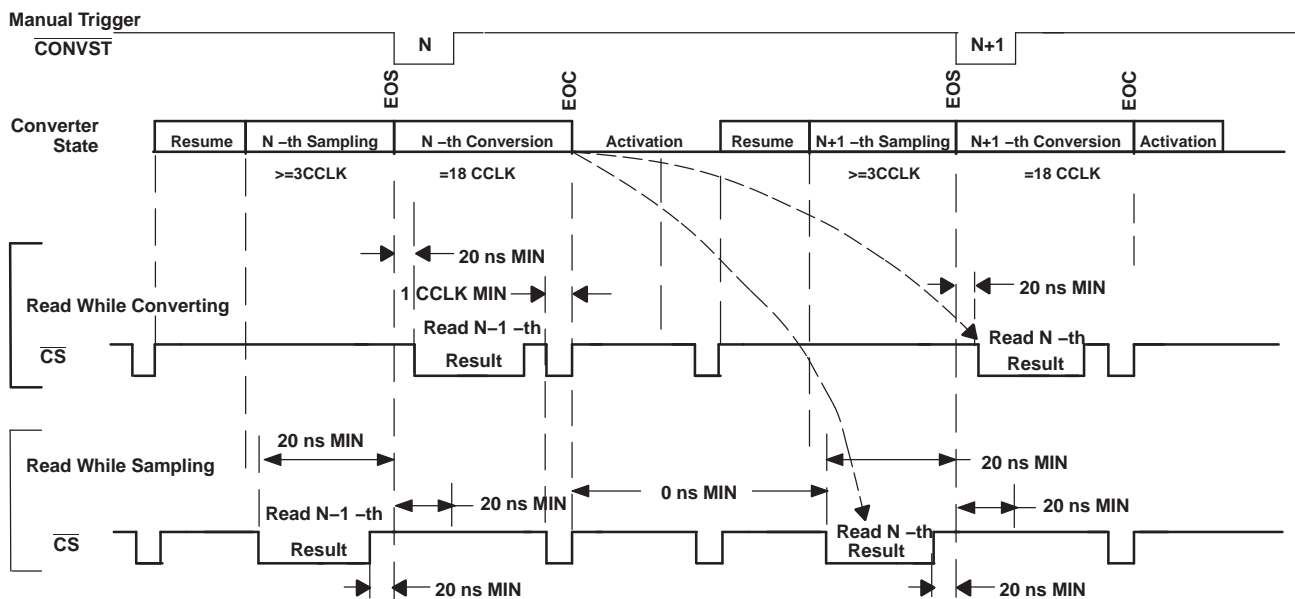 Manual Trigger
CONVST
N
N+1
EOS
EOC
EOS
EOC
Converter
State
Resume
N –th Sampling
N –th Conversion
Activation
Resume
N+1 –th Sampling
N+1 –th Conversion
Activation
>=3CCLK
=18 CCLK
>=3CCLK
=18 CCLK
20 ns MIN
20 ns MIN
1 CCLK MIN
Read While Converting
Read N–1 –th
Result
Read N –th
Result
CS
20 ns MIN
20 ns MIN
Read While Sampling
0 ns MIN
20 ns MIN
20 ns MIN
Read N–1 –th
Result
Read N –th
Result
CS
20 ns MIN
20 ns MIN